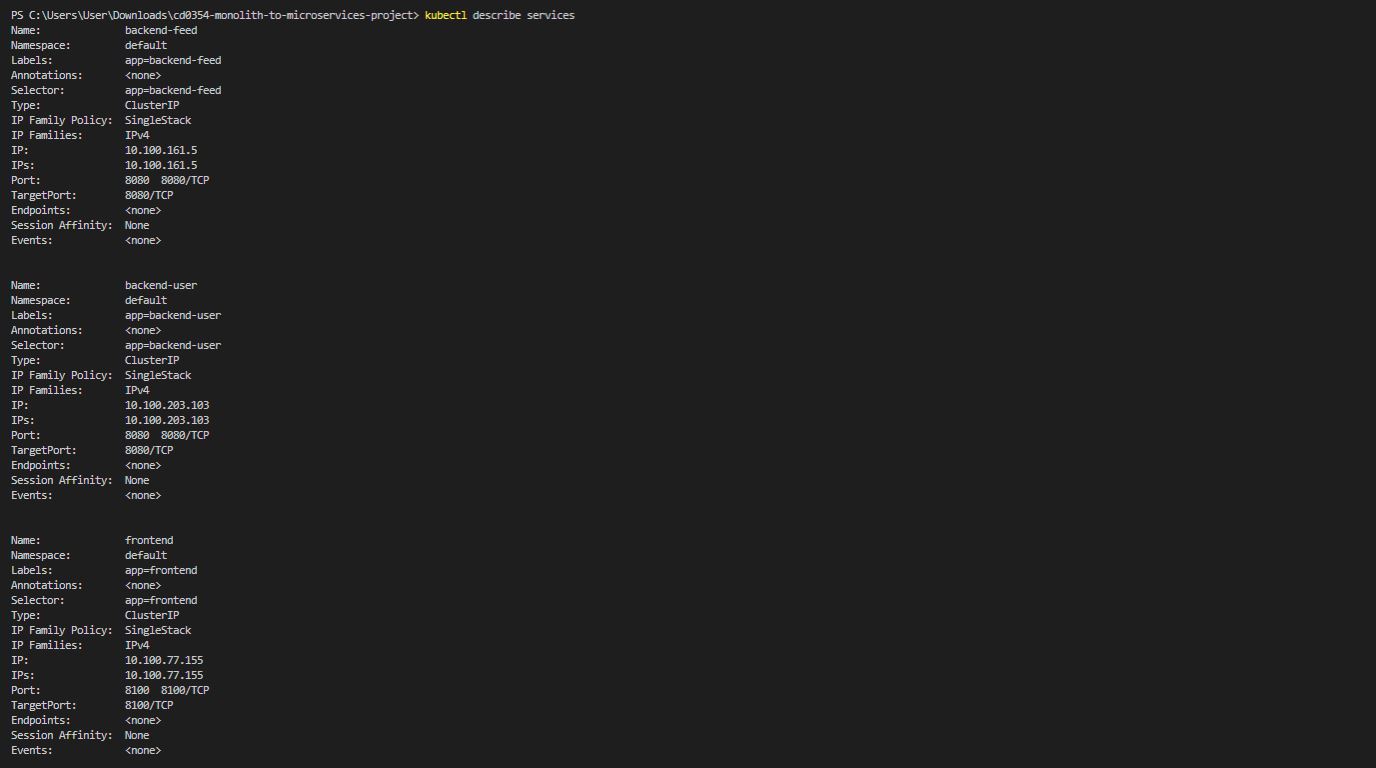 PS C:\Users\User\Downloads\cd0354-monolith-to-microservices-project> kubectl describe services
Name: backend-feed
Namespace: default
Labels: app=backend-feed
Annotations: <none>
Selector: app=backend-feed
Type: ClusterIP
IP Family Policy: SingleStack
IP Families: IPv4
IP: 10.100.161.5
IPs: 10.100.161.5
Port: 8080 8080/TCP
TargetPort: 8080/TCP
Endpoints: <none>
Session Affinity: None
Events: <none>
Name: backend-user
Namespace: default
Labels: app=backend-user
Annotations: <none>
Selector: app=backend-user
Type: ClusterIP
IP Family Policy: SingleStack
IP Families: IPv4
IP: 10.100.203.103
IPs: 10.100.203.103
Port: 8080 8080/TCP
TargetPort: 8080/TCP
Endpoints: <none>
Session Affinity: None
Events: <none>
Name: frontend
Namespace: default
Labels: app=frontend
Annotations: <none>
Selector: app=frontend
Type: ClusterIP
IP Family Policy: SingleStack
IP Families: IPv4
IP: 10.100.77.155
IPs: 10.100.77.155
Port: 8100 8100/TCP
TargetPort: 8100/TCP
Endpoints: <none>
Session Affinity: None
Events: <none>